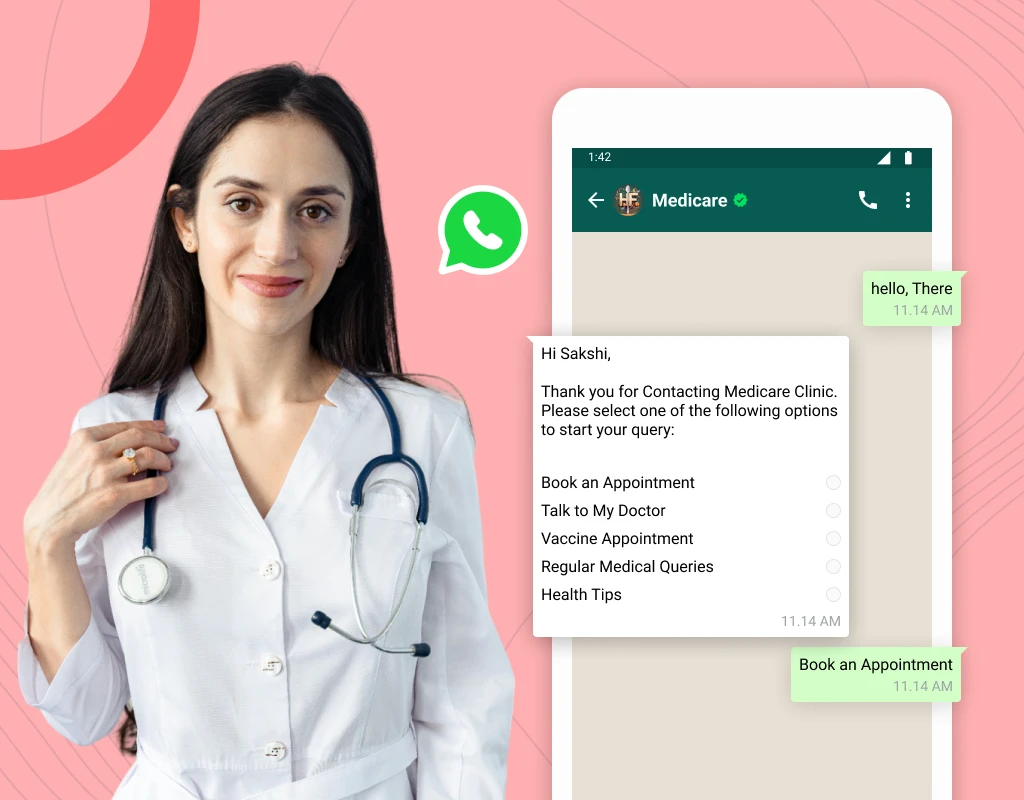 1:42
HF
Medicare
hello, There
11.14 AM
Hi Sakshi,
Thank you for Contacting Medicare Clinic.
Please select one of the following options
to start your query:
Book an Appointment
Talk to My Doctor
Vaccine Appointment
Regular Medical Queries
Health Tips
11.14 AM
Book an Appointment
11.14 AM